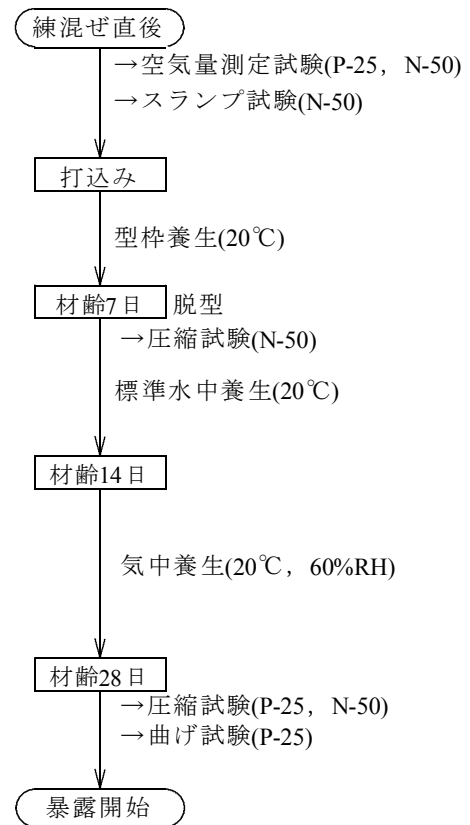 練混ぜ直後
→空気量測定試験(P-25，N-50)
→スランプ試験(N-50)
打込み
型枠養生(20℃)
材齢7日 脱型
→圧縮試験(N-50)
標準水中養生(20℃)
材齢14日
気中養生(20℃，60%RH)
材齢28日
→圧縮試験(P-25，N-50)
→曲げ試験(P-25)
暴露開始